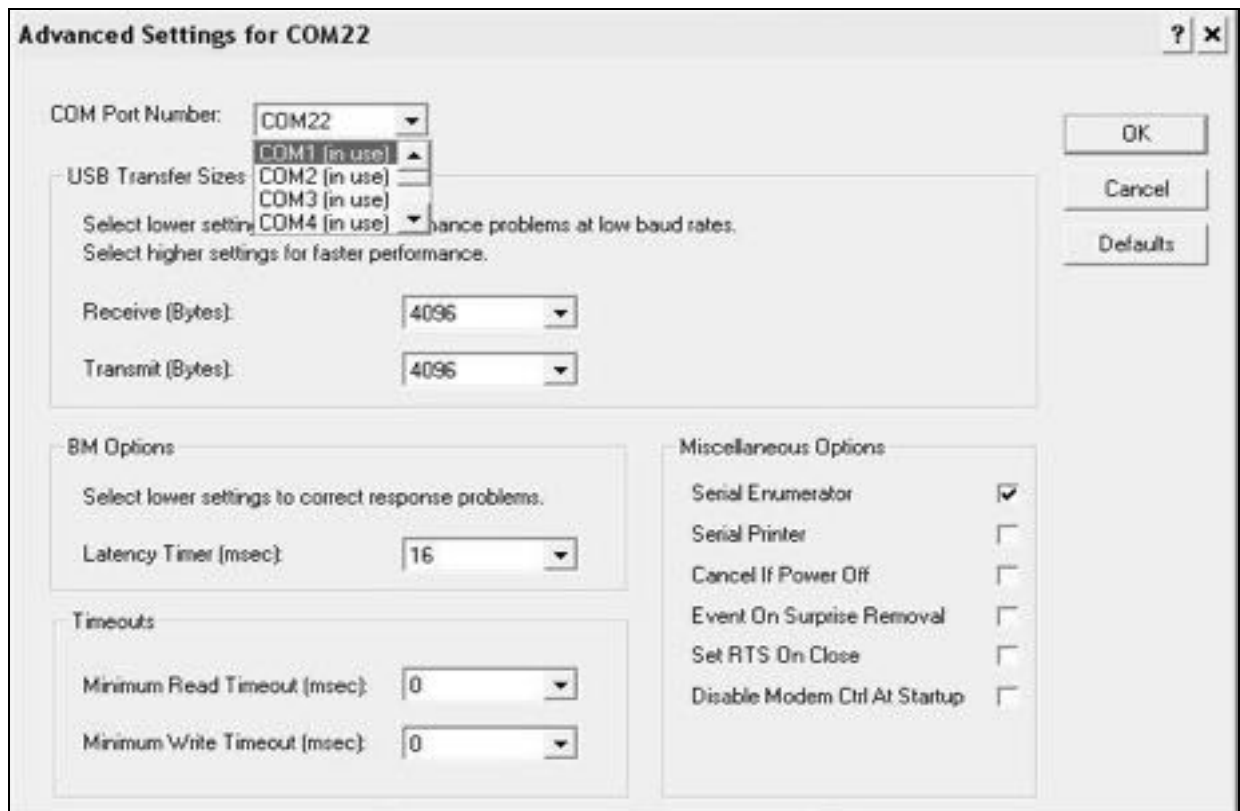 Advanced Settings for COM22
? ×
COM Port Number: COM22
COM1 (in use)
COM2 (in use)
COM3 (in use)
COM4 (in use)
OK
Cancel
Defaults
USB Transfer Sizes
Select lower settin mance problems at low baud rates.
Select higher settings for faster performance.
Receive (Bytes): 4096
Transmit (Bytes): 4096
BM Options
Select lower settings to correct response problems.
Latency Timer (msec): 16
Timeouts
Minimum Read Timeout (msec): 0
Minimum Write Timeout (msec): 0
Miscellaneous Options
Serial Enumerator
Serial Printer
Cancel If Power Off
Event On Surprise Removal
Set RTS On Close
Disable Modem Ctrl At Startup